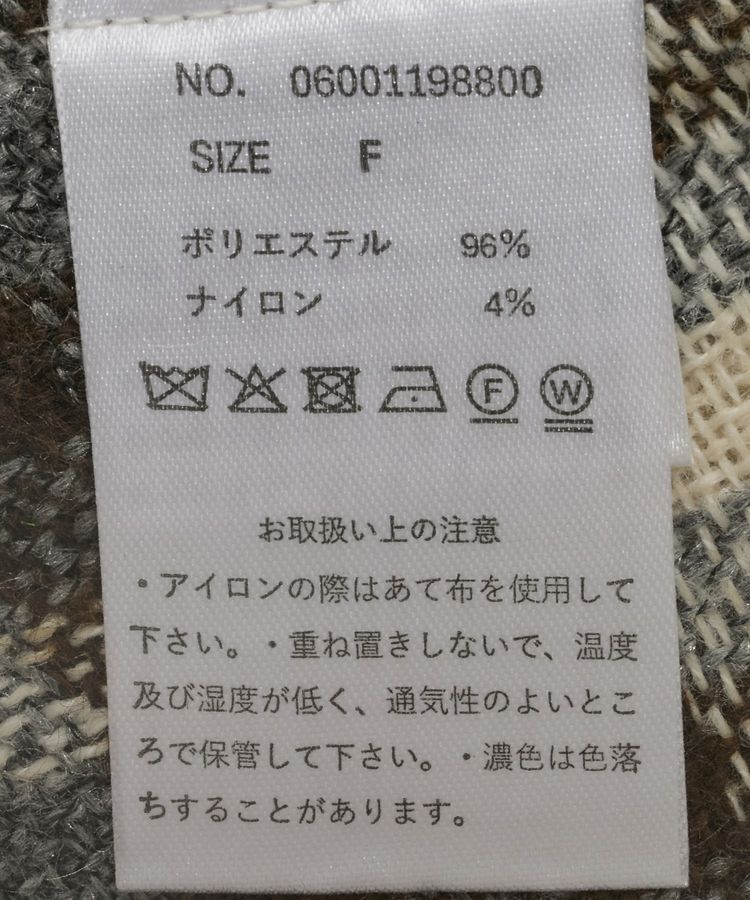 NO. 06001198800
SIZE F
ポリエステル 96%
ナイロン 4%
F W
お取扱い上の注意
・アイロンの際はあて布を使用して
下さい。・重ね置きしないで、温度
及び湿度が低く、通気性のよいとこ
ろで保管して下さい。・濃色は色落
ちすることがあります。